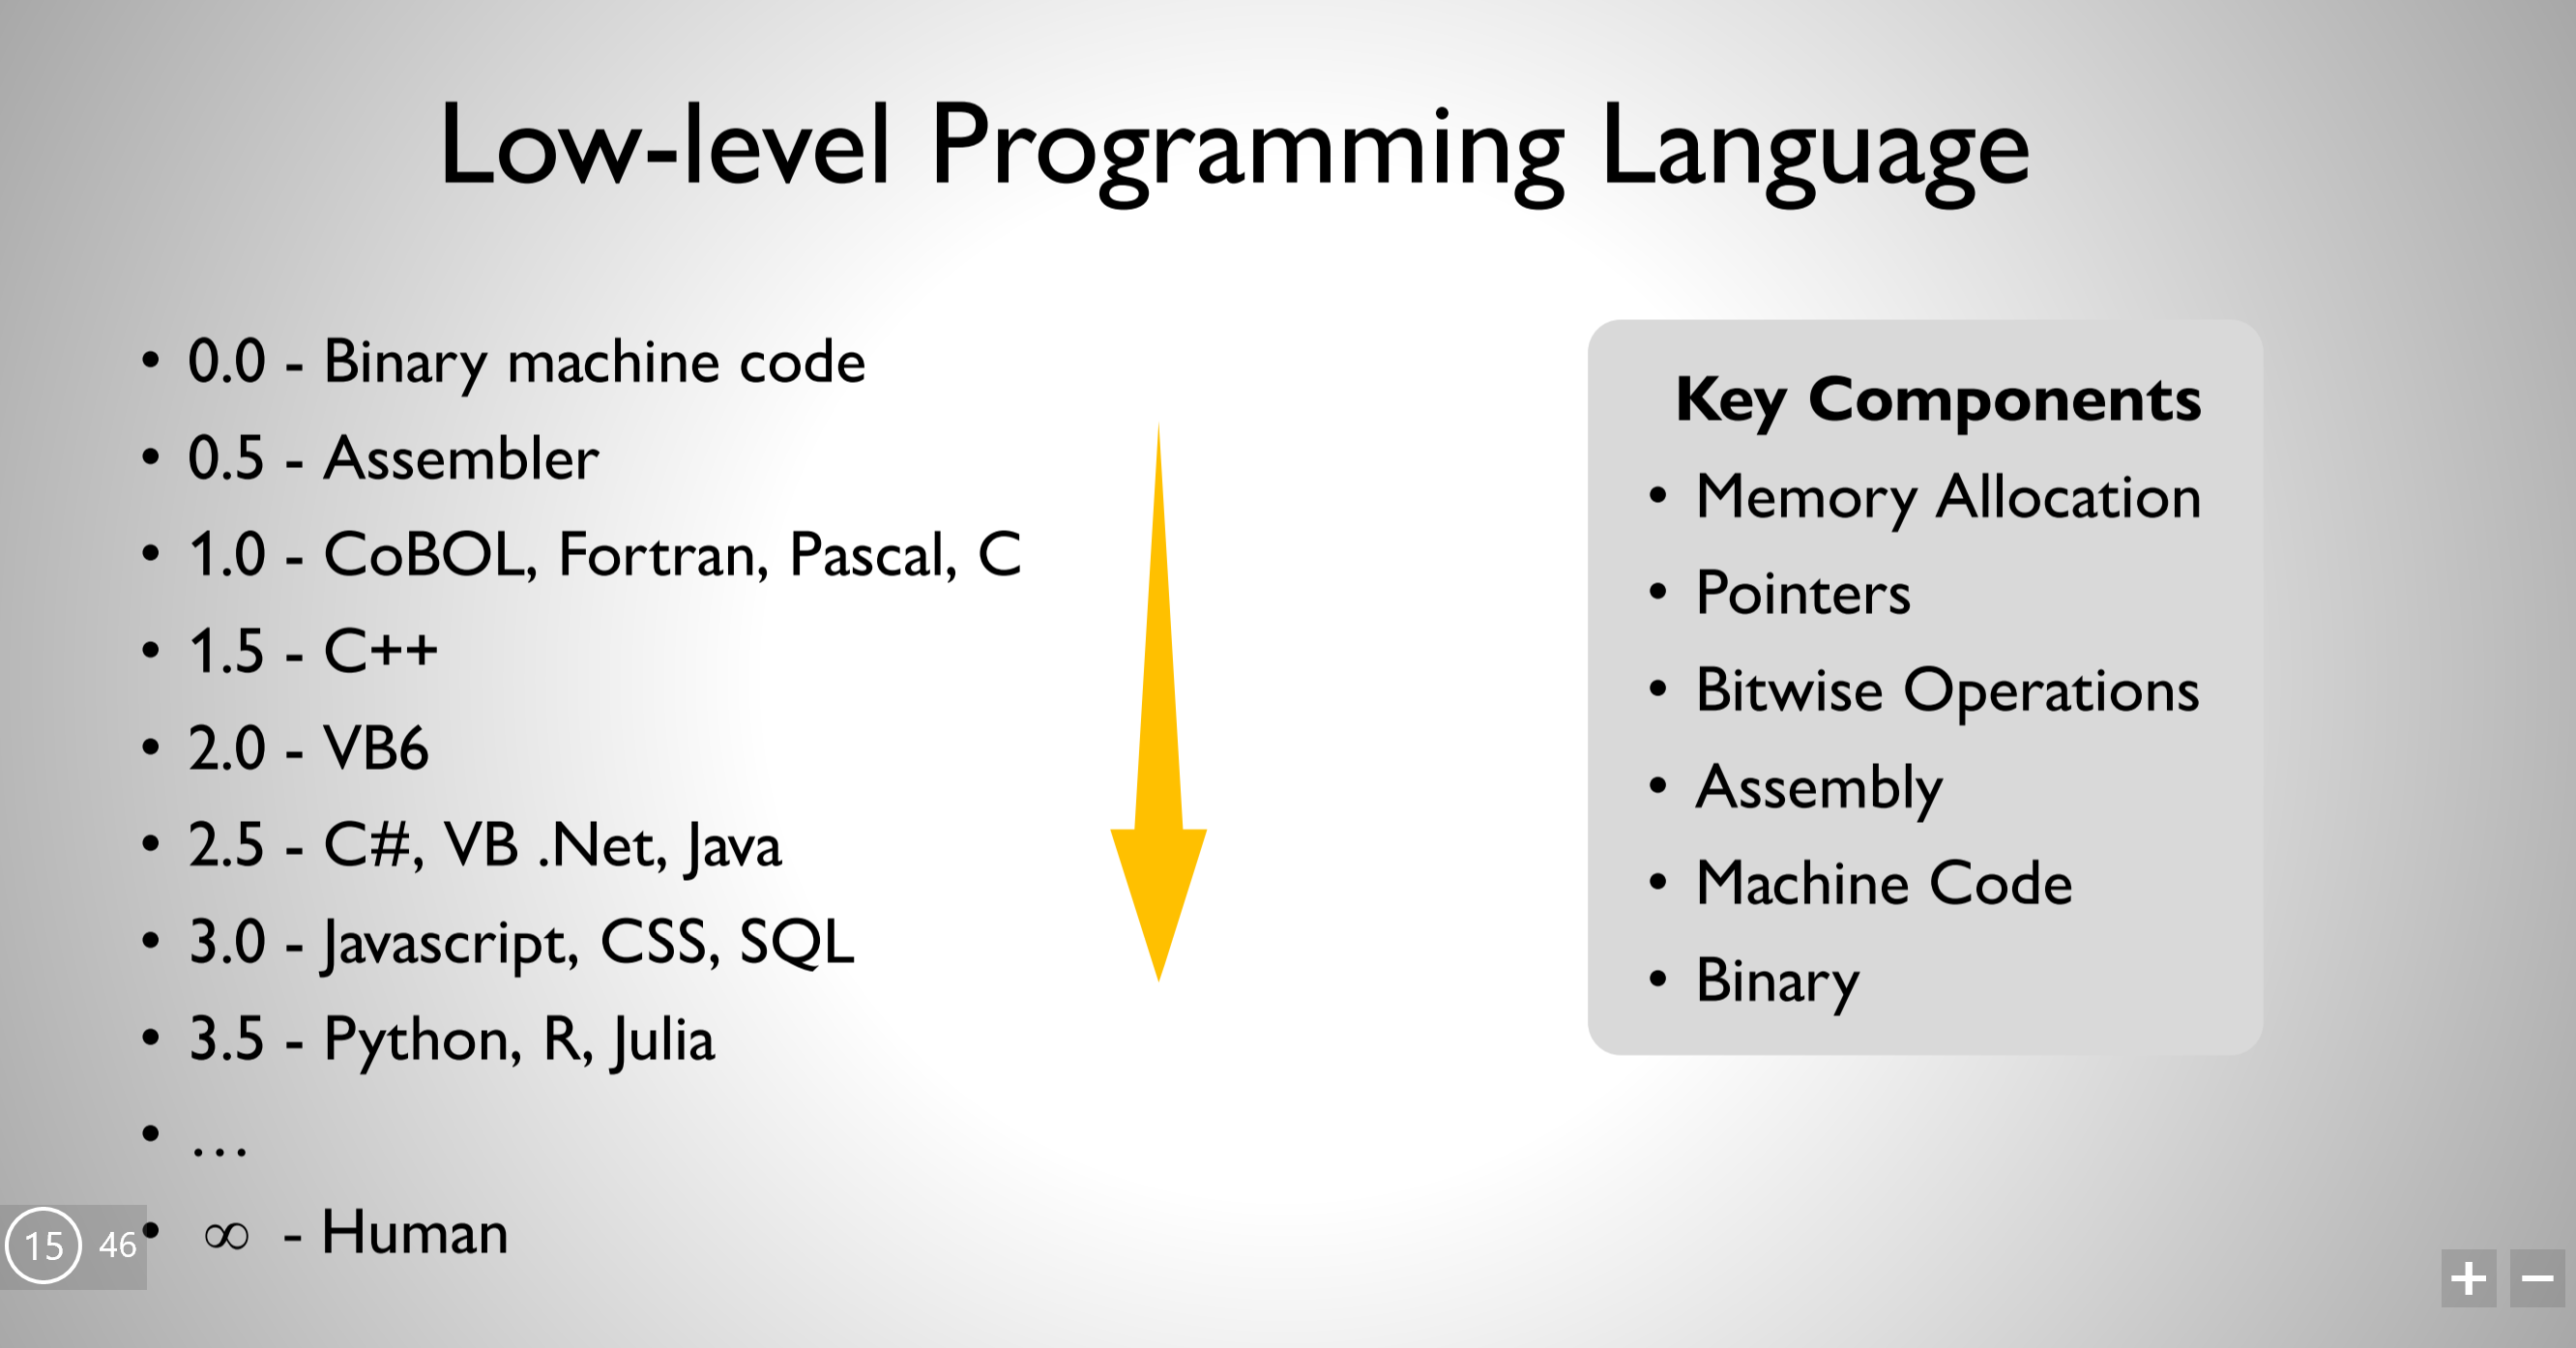 Low-level Programming Language
• 0.0 - Binary machine code
• 0.5 - Assembler
• 1.0 - CoBOL, Fortran, Pascal, C
• 1.5 - C++
• 2.0 - VB6
• 2.5 - C#, VB .Net, Java
• 3.0 - Javascript, CSS, SQL
• 3.5 - Python, R, Julia
• …
• ∞ - Human
Key Components
• Memory Allocation
• Pointers
• Bitwise Operations
• Assembly
• Machine Code
• Binary
15 46
+ −